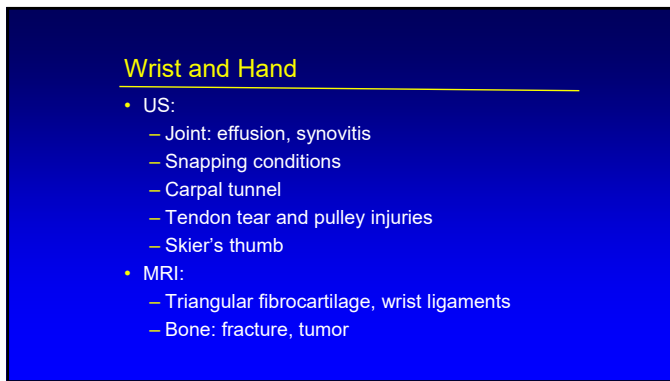 Wrist and Hand
• US:
– Joint: effusion, synovitis
– Snapping conditions
– Carpal tunnel
– Tendon tear and pulley injuries
– Skier’s thumb
• MRI:
– Triangular fibrocartilage, wrist ligaments
– Bone: fracture, tumor